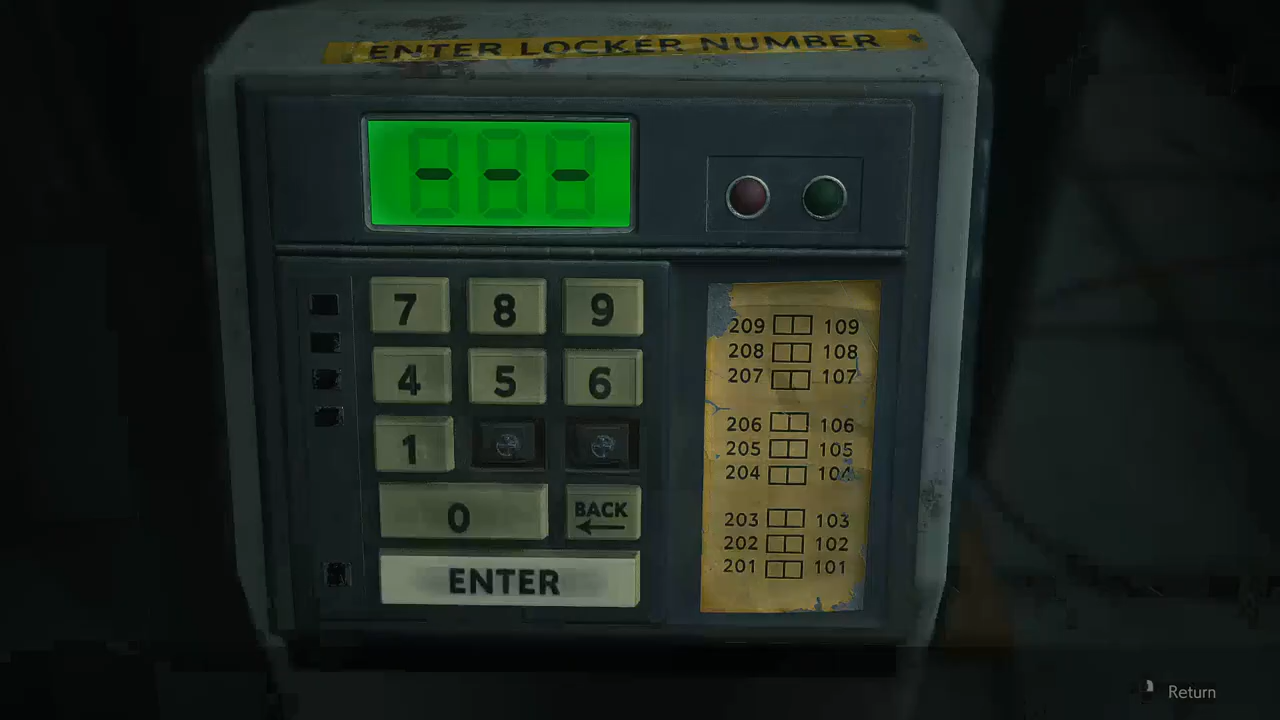 ENTER LOCKER NUMBER
- - -
7 8 9
4 5 6
1
0 BACK
ENTER
209 109
208 108
207 107
206 106
205 105
204 104
203 103
202 102
201 101
Return